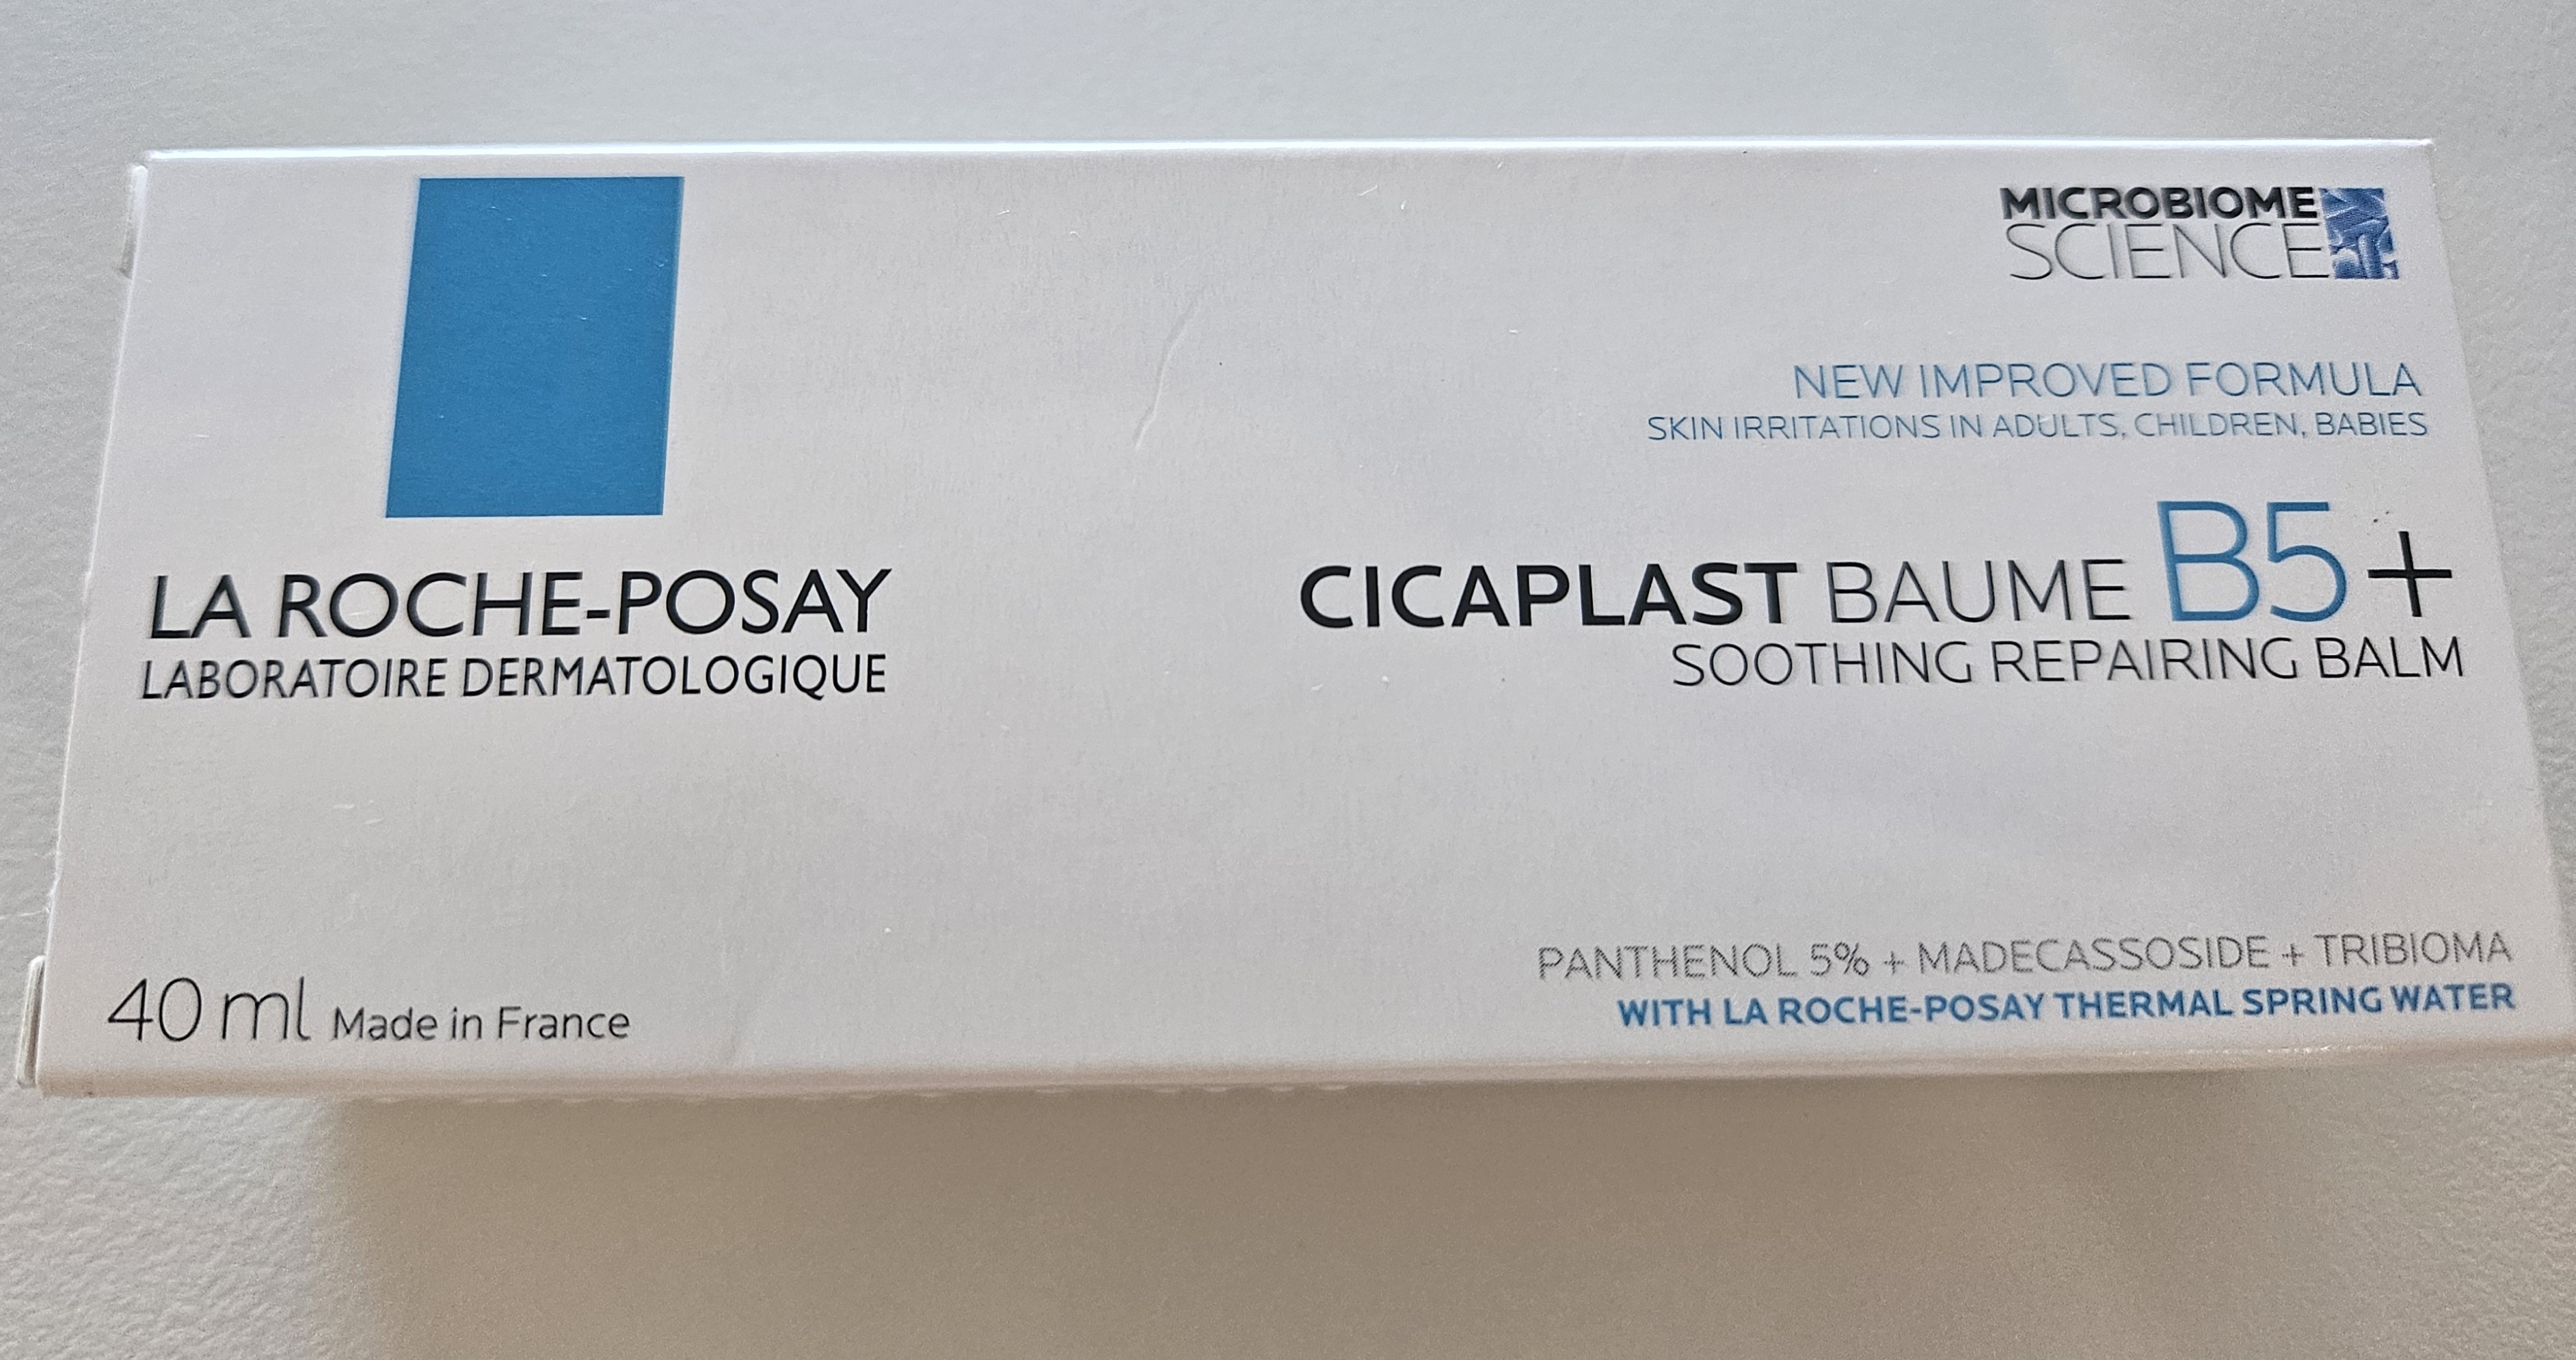 MICROBIOME
SCIENCE
NEW IMPROVED FORMULA
SKIN IRRITATIONS IN ADULTS, CHILDREN, BABIES
LA ROCHE-POSAY
LABORATOIRE DERMATOLOGIQUE
CICAPLAST BAUME B5+
SOOTHING REPAIRING BALM
40 ml Made in France
PANTHENOL 5% + MADECASSOSIDE + TRIBIOMA
WITH LA ROCHE-POSAY THERMAL SPRING WATER